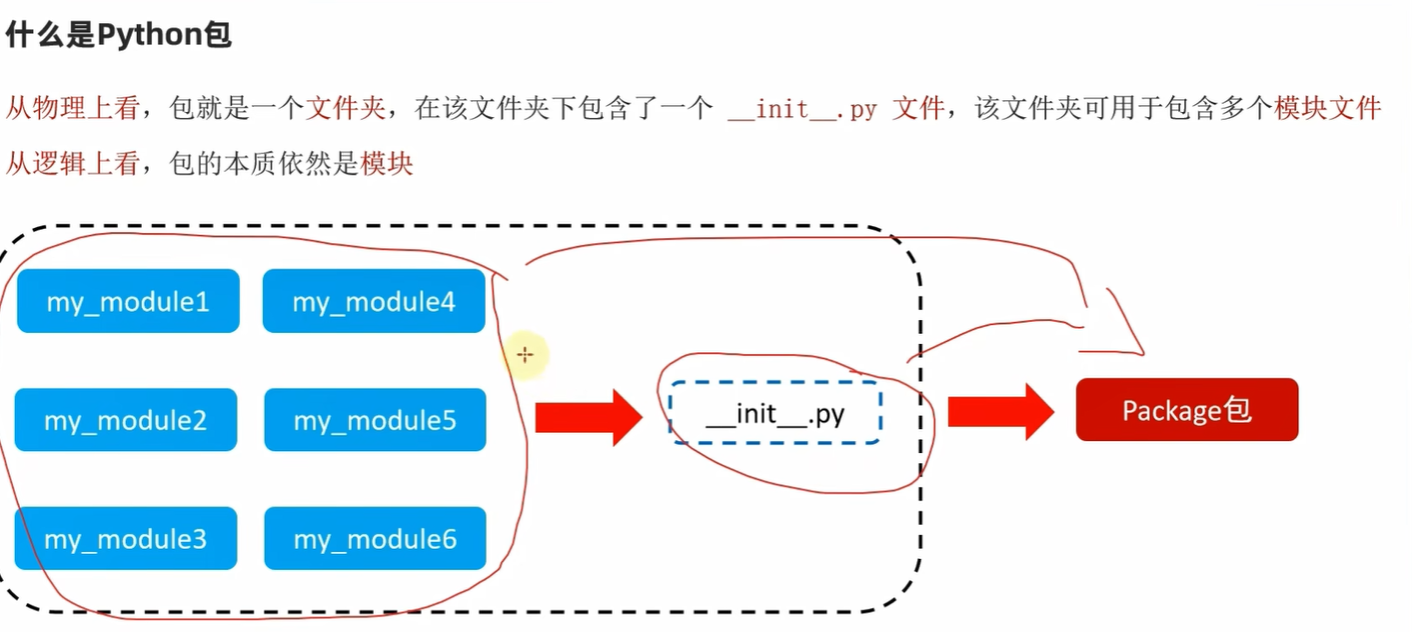 什么是Python包
从物理上看，包就是一个文件夹，在该文件夹下包含了一个 __init__.py 文件，该文件夹可用于包含多个模块文件
从逻辑上看，包的本质依然是模块
my_module1 my_module4
my_module2 my_module5 __init__.py Package包
my_module3 my_module6